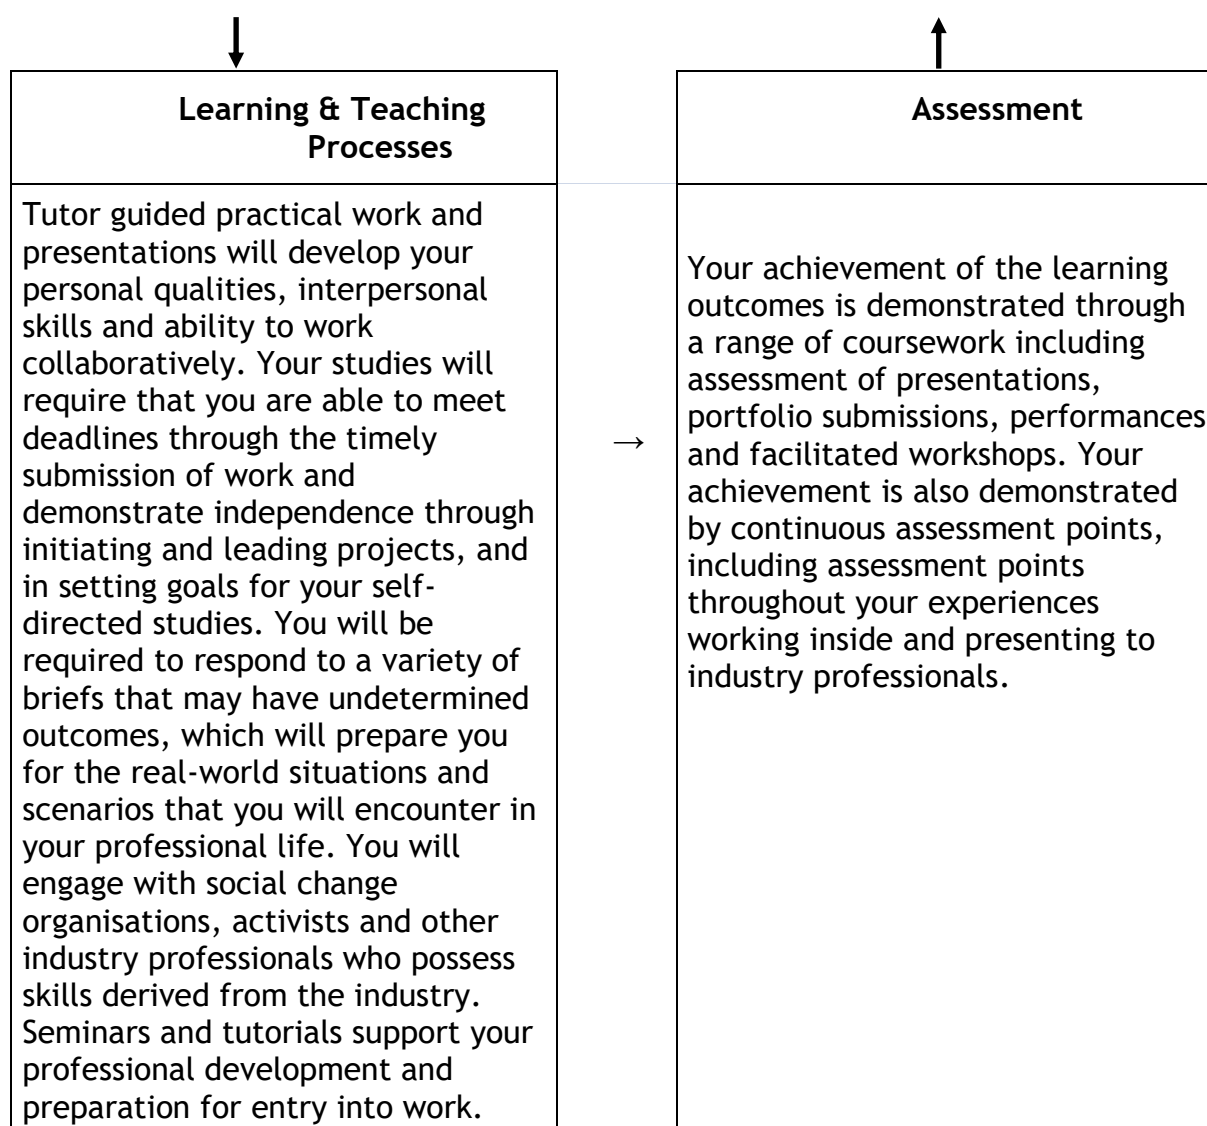 Learning & Teaching
Processes
Tutor guided practical work and
presentations will develop your
personal qualities, interpersonal
skills and ability to work
collaboratively. Your studies will
require that you are able to meet
deadlines through the timely
submission of work and
demonstrate independence through
initiating and leading projects, and
in setting goals for your self-
directed studies. You will be
required to respond to a variety of
briefs that may have undetermined
outcomes, which will prepare you
for the real-world situations and
scenarios that you will encounter in
your professional life. You will
engage with social change
organisations, activists and other
industry professionals who possess
skills derived from the industry.
Seminars and tutorials support your
professional development and
preparation for entry into work.
→
Assessment
Your achievement of the learning
outcomes is demonstrated through
a range of coursework including
assessment of presentations,
portfolio submissions, performances
and facilitated workshops. Your
achievement is also demonstrated
by continuous assessment points,
including assessment points
throughout your experiences
working inside and presenting to
industry professionals.